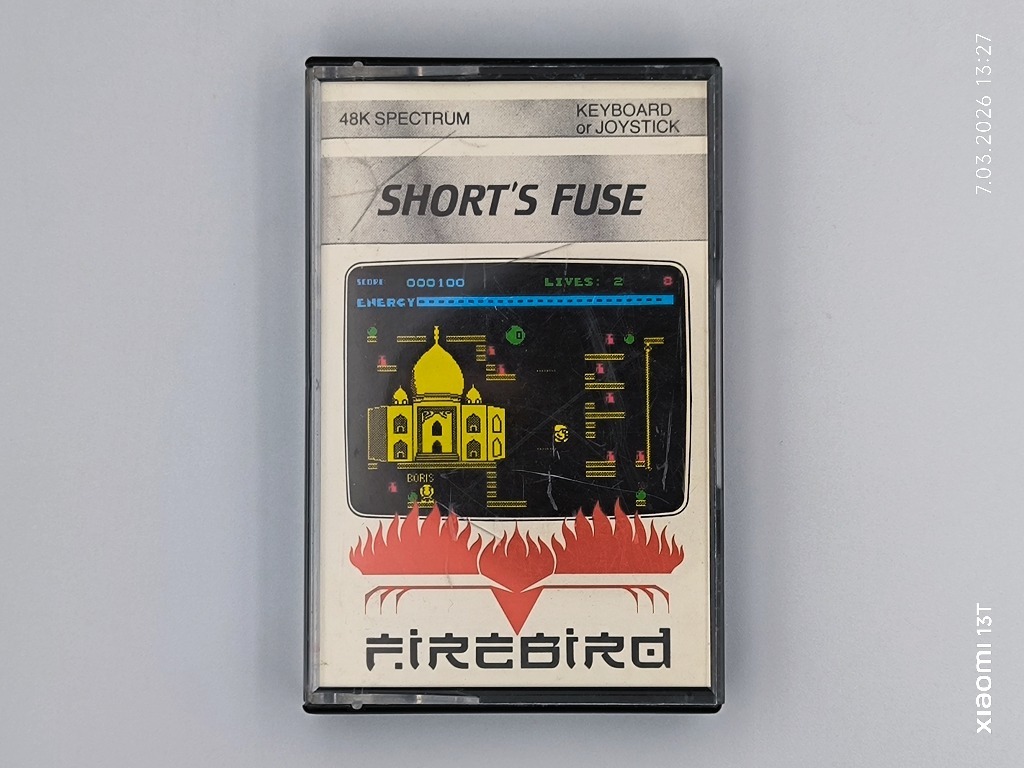 48K SPECTRUM
KEYBOARD
or JOYSTICK
SHORT'S FUSE
SCORE 000100 LIVES: 2 8
ENERGY
BORIS
FIREBIRD
7.03.2026 13:27
xiaomi 13T